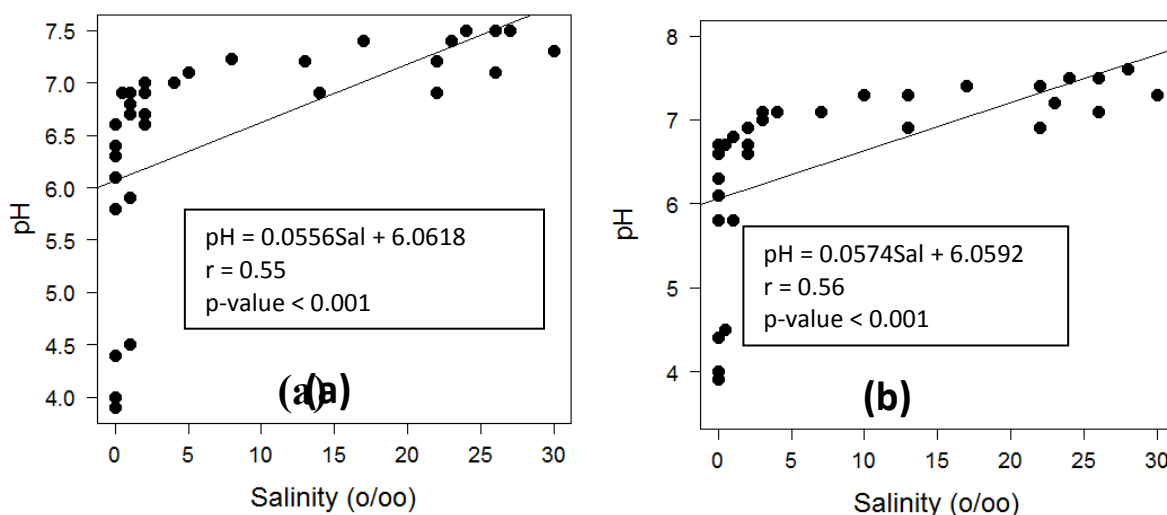 7.5
7.0
6.5
6.0
5.5
5.0
4.5
4.0
pH
pH = 0.0556Sal + 6.0618
r = 0.55
p-value < 0.001
(a)(a)
0 5 10 15 20 25 30
Salinity (o/oo)
8
7
6
5
4
pH
pH = 0.0574Sal + 6.0592
r = 0.56
p-value < 0.001
(b)
0 5 10 15 20 25 30
Salinity (o/oo)